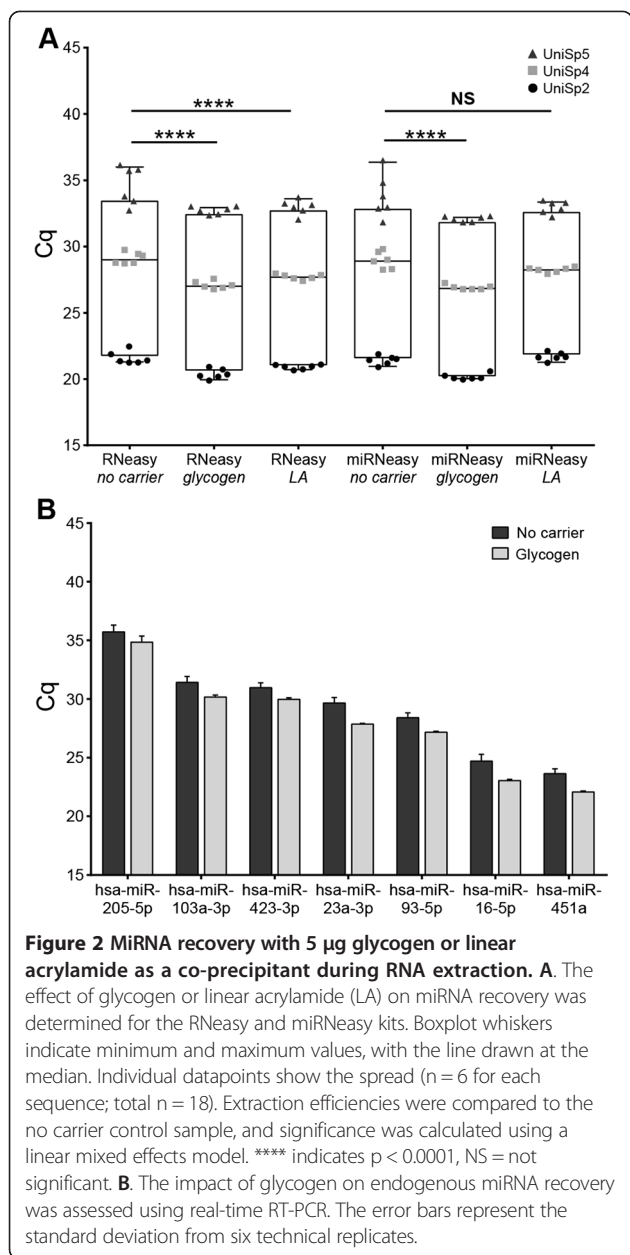 A
▲ UniSp5
■ UniSp4
● UniSp2
****
NS
****
****
Cq
45
40
35
30
25
20
15
RNeasy RNeasy RNeasy miRNeasy miRNeasy miRNeasy
no carrier glycogen LA no carrier glycogen LA
B
No carrier
Glycogen
Cq
45
40
35
30
25
20
15
hsa-miR- hsa-miR- hsa-miR- hsa-miR- hsa-miR- hsa-miR- hsa-miR-
205-5p 103a-3p 423-3p 23a-3p 93-5p 16-5p 451a
Figure 2 MiRNA recovery with 5 μg glycogen or linear
acrylamide as a co-precipitant during RNA extraction. A. The
effect of glycogen or linear acrylamide (LA) on miRNA recovery was
determined for the RNeasy and miRNeasy kits. Boxplot whiskers
indicate minimum and maximum values, with the line drawn at the
median. Individual datapoints show the spread (n = 6 for each
sequence; total n = 18). Extraction efficiencies were compared to the
no carrier control sample, and significance was calculated using a
linear mixed effects model. **** indicates p < 0.0001, NS = not
significant. B. The impact of glycogen on endogenous miRNA recovery
was assessed using real-time RT-PCR. The error bars represent the
standard deviation from six technical replicates.